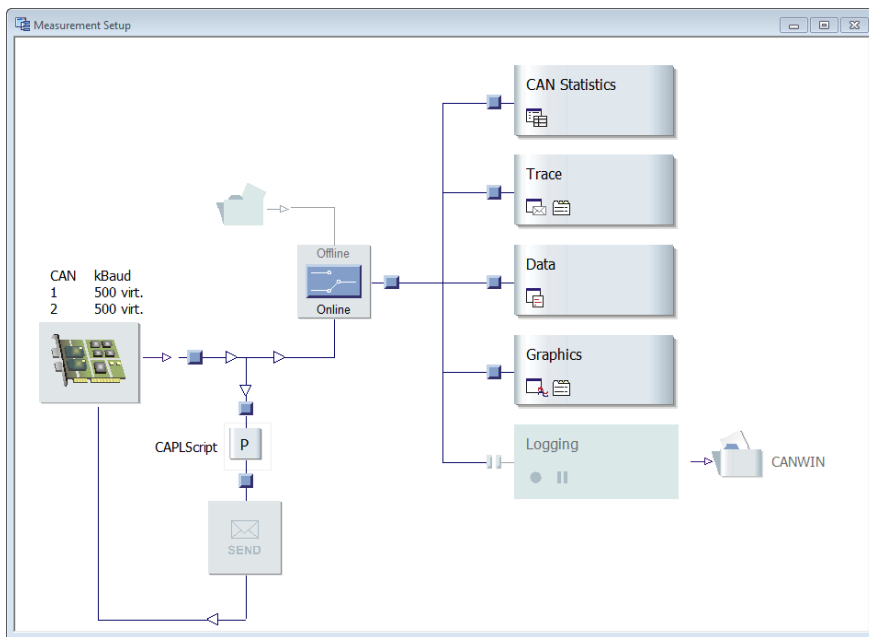 Measurement Setup
CAN Statistics
Trace
Offline
Data
CAN kBaud
1 500 virt.
2 500 virt.
Online
Graphics
CAPLScript
P
Logging
CANWIN
SEND